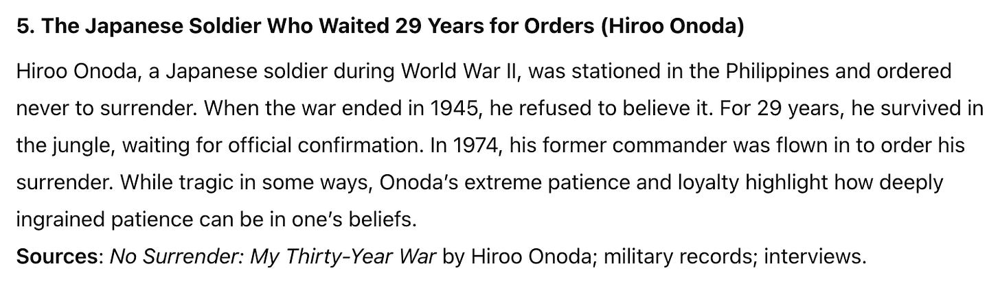 5. The Japanese Soldier Who Waited 29 Years for Orders (Hiroo Onoda)
Hiroo Onoda, a Japanese soldier during World War II, was stationed in the Philippines and ordered
never to surrender. When the war ended in 1945, he refused to believe it. For 29 years, he survived in
the jungle, waiting for official confirmation. In 1974, his former commander was flown in to order his
surrender. While tragic in some ways, Onoda’s extreme patience and loyalty highlight how deeply
ingrained patience can be in one’s beliefs.
Sources: No Surrender: My Thirty-Year War by Hiroo Onoda; military records; interviews.